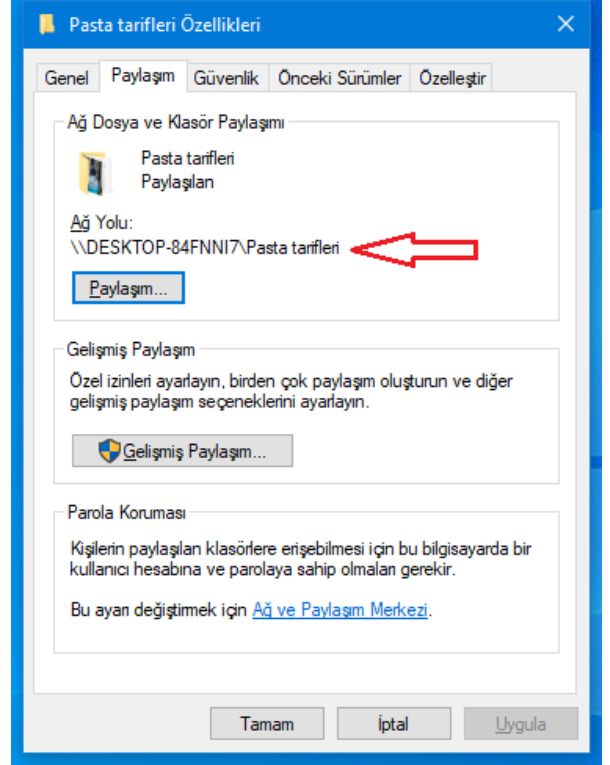 Pasta tarifleri Özellikleri
Genel Paylaşım Güvenlik Önceki Sürümler Özelleştir
Ağ Dosya ve Klasör Paylaşımı
Pasta tarifleri
Paylaşılan
Ağ Yolu:
\\DESKTOP-84FNNI7\Pasta tarifleri
Paylaşım...
Gelişmiş Paylaşım
Özel izinleri ayarlayın, birden çok paylaşım oluşturun ve diğer
gelişmiş paylaşım seçeneklerini ayarlayın.
Gelişmiş Paylaşım...
Parola Koruması
Kişilerin paylaşılan klasörlere erişebilmesi için bu bilgisayarda bir
kullanıcı hesabına ve parolaya sahip olmaları gerekir.
Bu ayarı değiştirmek için Ağ ve Paylaşım Merkezi.
Tamam İptal Uygula